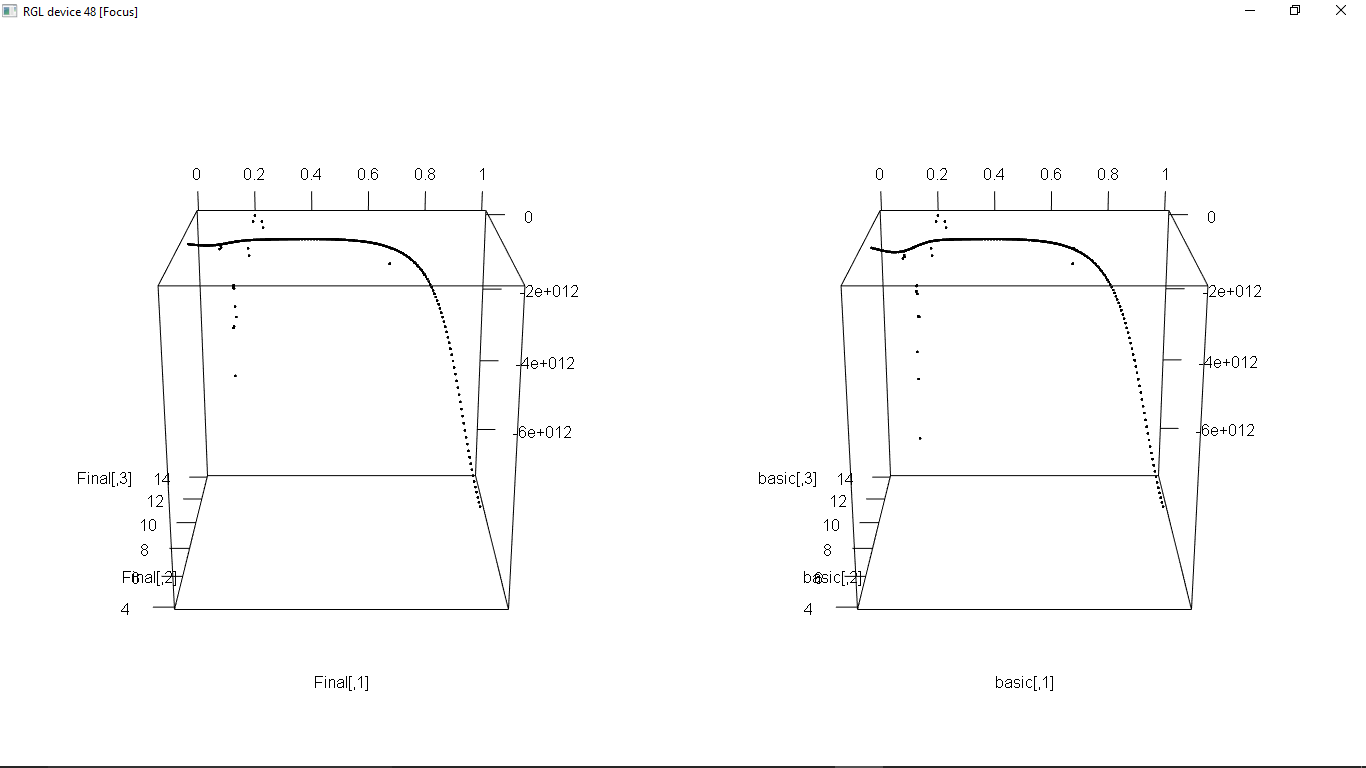 RGL device 48 [Focus]
0 0.2 0.4 0.6 0.8 1
0
-2e+012
-4e+012
-6e+012
Final[,3]
14
12
10
8
6
Final[,2]
4
Final[,1]
0 0.2 0.4 0.6 0.8 1
0
-2e+012
-4e+012
-6e+012
basic[,3]
14
12
10
8
6
basic[,2]
4
basic[,1]